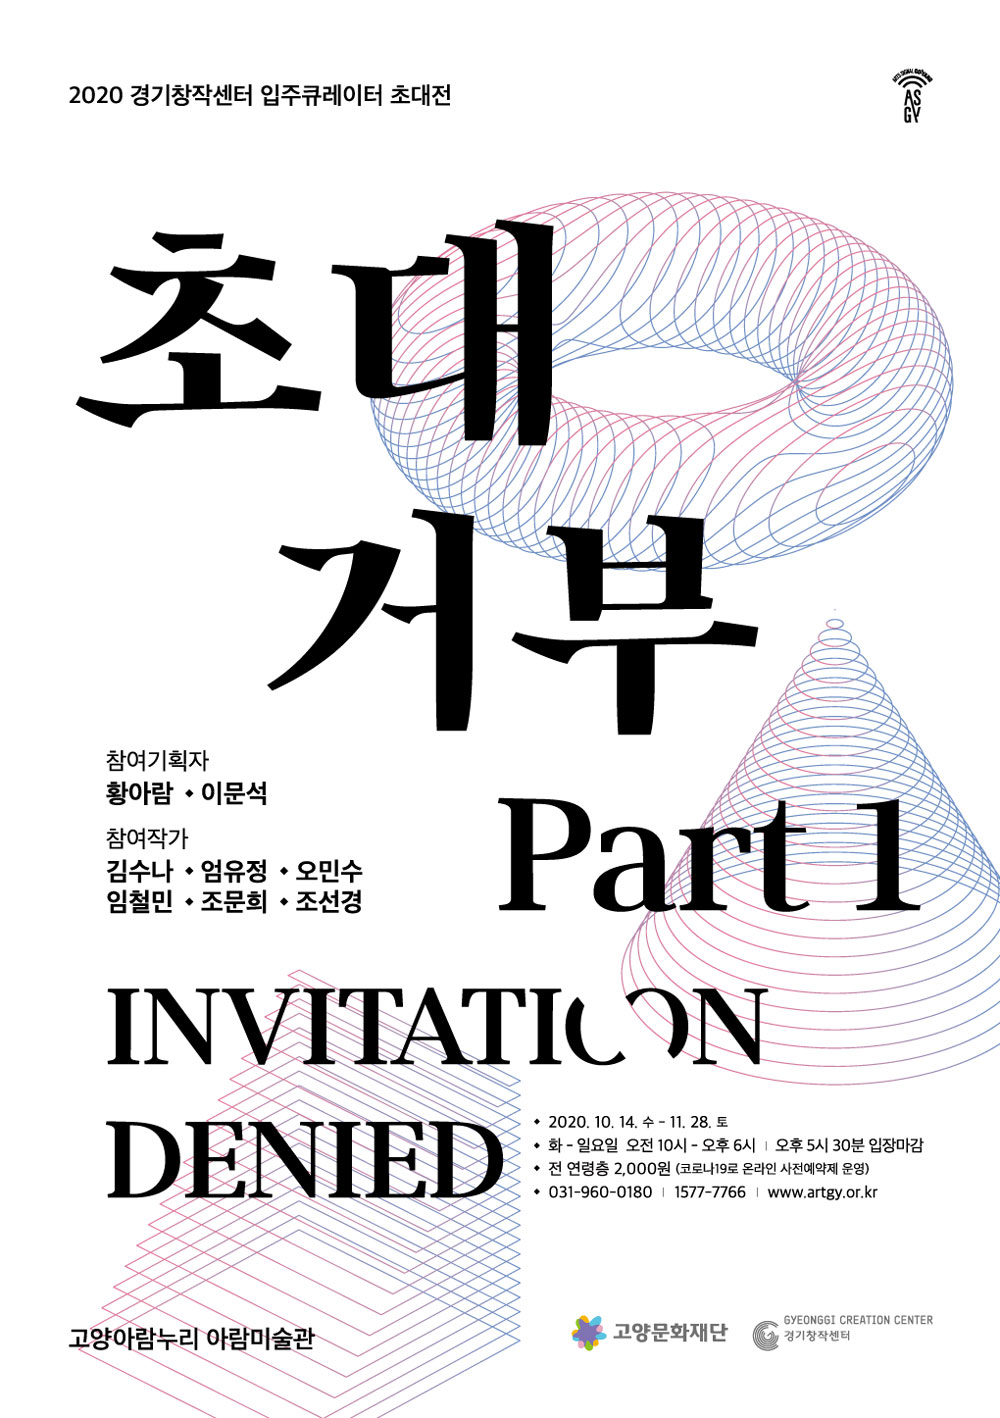 2020 경기창작센터 입주큐레이터 초대전
ASGY
초대
거부
참여기획자
황아람 ◆ 이문석
참여작가
김수나 ◆ 엄유정 ◆ 오민수
임철민 ◆ 조문희 ◆ 조선경
Part 1
INVITATION
DENIED
◆ 2020. 10. 14. 수 - 11. 28. 토
◆ 화 - 일요일 오전 10시 - 오후 6시 | 오후 5시 30분 입장마감
◆ 전 연령층 2,000원 (코로나19로 온라인 사전예약제 운영)
◆ 031-960-0180 | 1577-7766 | www.artgy.or.kr
고양아람누리 아람미술관
고양문화재단
GYEONGGI CREATION CENTER
경기창작센터